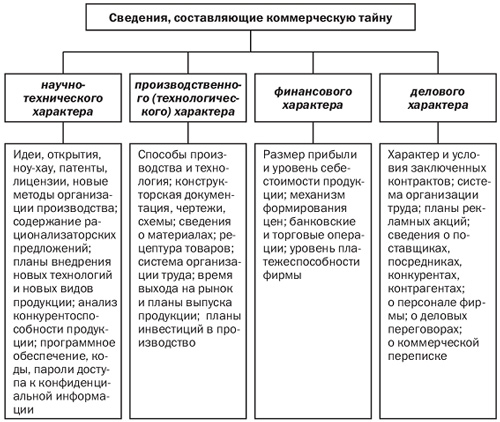 Сведения, составляющие коммерческую тайну
научно-
технического
характера
производственно-
го (технологичес-
кого) характера
финансового
характера
делового
характера
Идеи, открытия,
ноу-хау, патенты,
лицензии, новые
методы организа-
ции производства;
содержание ра-
ционализаторских
предложений;
планы внедрения
новых технологий
и новых видов
продукции; анализ
конкурентоспо-
собности продук-
ции; программное
обеспечение, ко-
ды, пароли досту-
па к конфиденци-
альной информа-
ции
Способы произ-
водства и техно-
логия; конструк-
торская докумен-
тация, чертежи,
схемы; сведения
о материалах; ре-
цептура товаров;
система организа-
ции труда; время
выхода на рынок
и планы выпуска
продукции; планы
инвестиций в про-
изводство
Размер прибыли
и уровень себе-
стоимости продук-
ции; механизм
формирования
цен; банковские
и торговые опера-
ции; уровень пла-
тежеспособности
фирмы
Характер и усло-
вия заключенных
контрактов; систе-
ма организации
труда; планы рек-
ламных акций;
сведения о по-
ставщиках,
посредниках,
конкурентах,
контрагентах;
о персонале фир-
мы; о деловых
переговорах;
о коммерческой
переписке